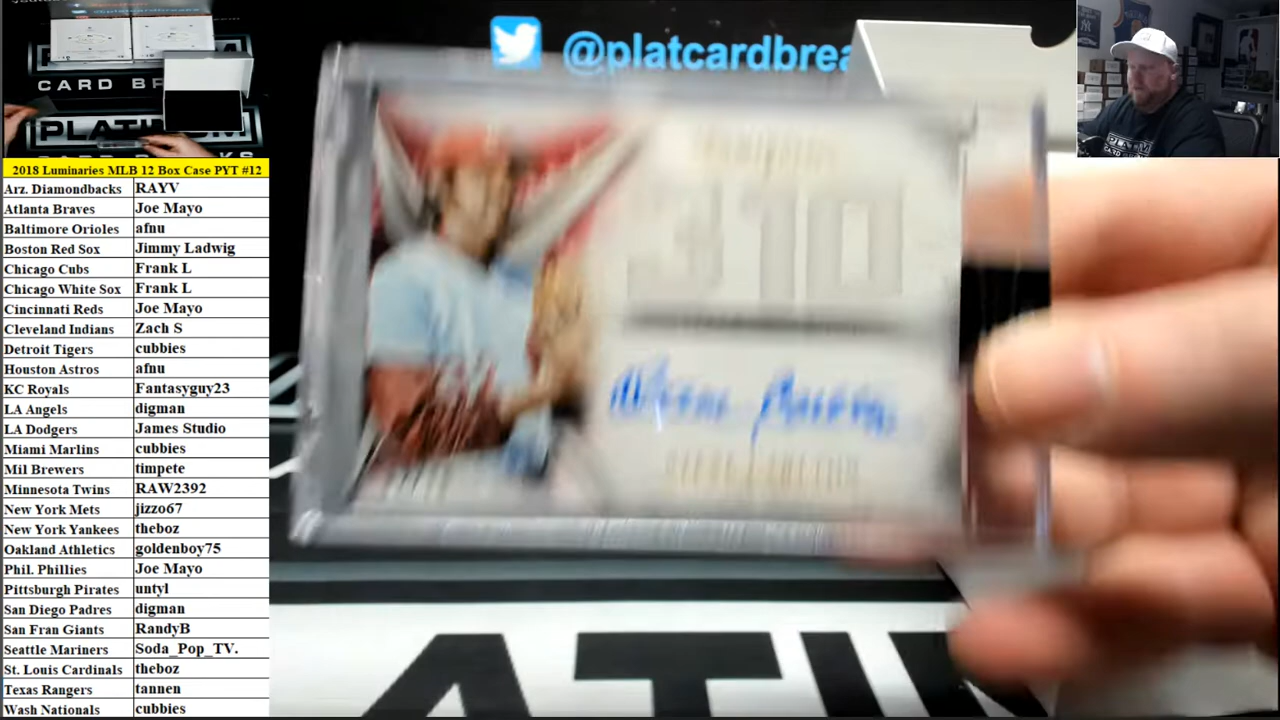 @platcardbrea
CARD BR
PLATINUM
2018 Luminaries MLB 12 Box Case PYT #12
Arz. Diamondbacks RAYV
Atlanta Braves Joe Mayo
Baltimore Orioles afnu
Boston Red Sox Jimmy Ladwig
Chicago Cubs Frank L
Chicago White Sox Frank L
Cincinnati Reds Joe Mayo
Cleveland Indians Zach S
Detroit Tigers cubbies
Houston Astros afnu
KC Royals Fantasyguy23
LA Angels digman
LA Dodgers James Studio
Miami Marlins cubbies
Mil Brewers timpete
Minnesota Twins RAW2392
New York Mets jizzo67
New York Yankees theboz
Oakland Athletics goldenboy75
Phil. Phillies Joe Mayo
Pittsburgh Pirates untyl
San Diego Padres digman
San Fran Giants RandyB
Seattle Mariners Soda_Pop_TV.
St. Louis Cardinals theboz
Texas Rangers tannen
Wash Nationals cubbies
310
ATIN